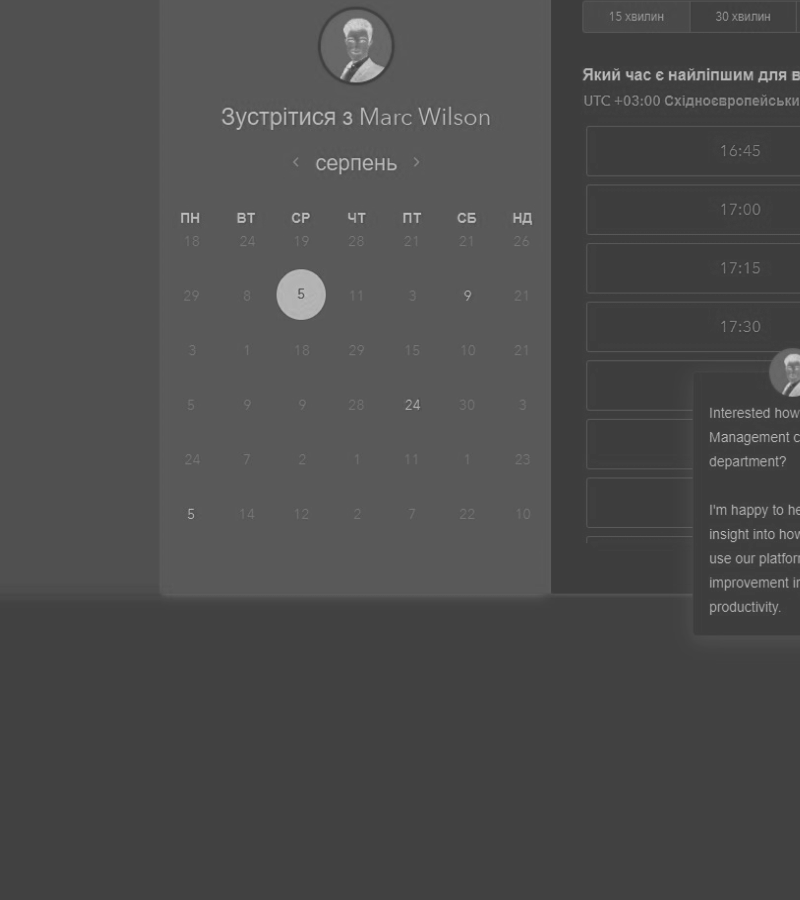 Зустрітися з Marc Wilson
‹ серпень ›
ПН ВТ СР ЧТ ПТ СБ НД
18 24 19 28 21 21 26
29 8 5 11 3 9 21
3 1 18 29 15 10 21
5 9 9 28 24 30 3
24 7 2 1 11 1 23
5 14 12 2 7 22 10
15 хвилин 30 хвилин
Який час є найліпшим для в
UTC +03:00 Східноєвропейськи
16:45
17:00
17:15
17:30
Interested how
Management c
department?
I'm happy to he
insight into how
use our platfor
improvement in
productivity.